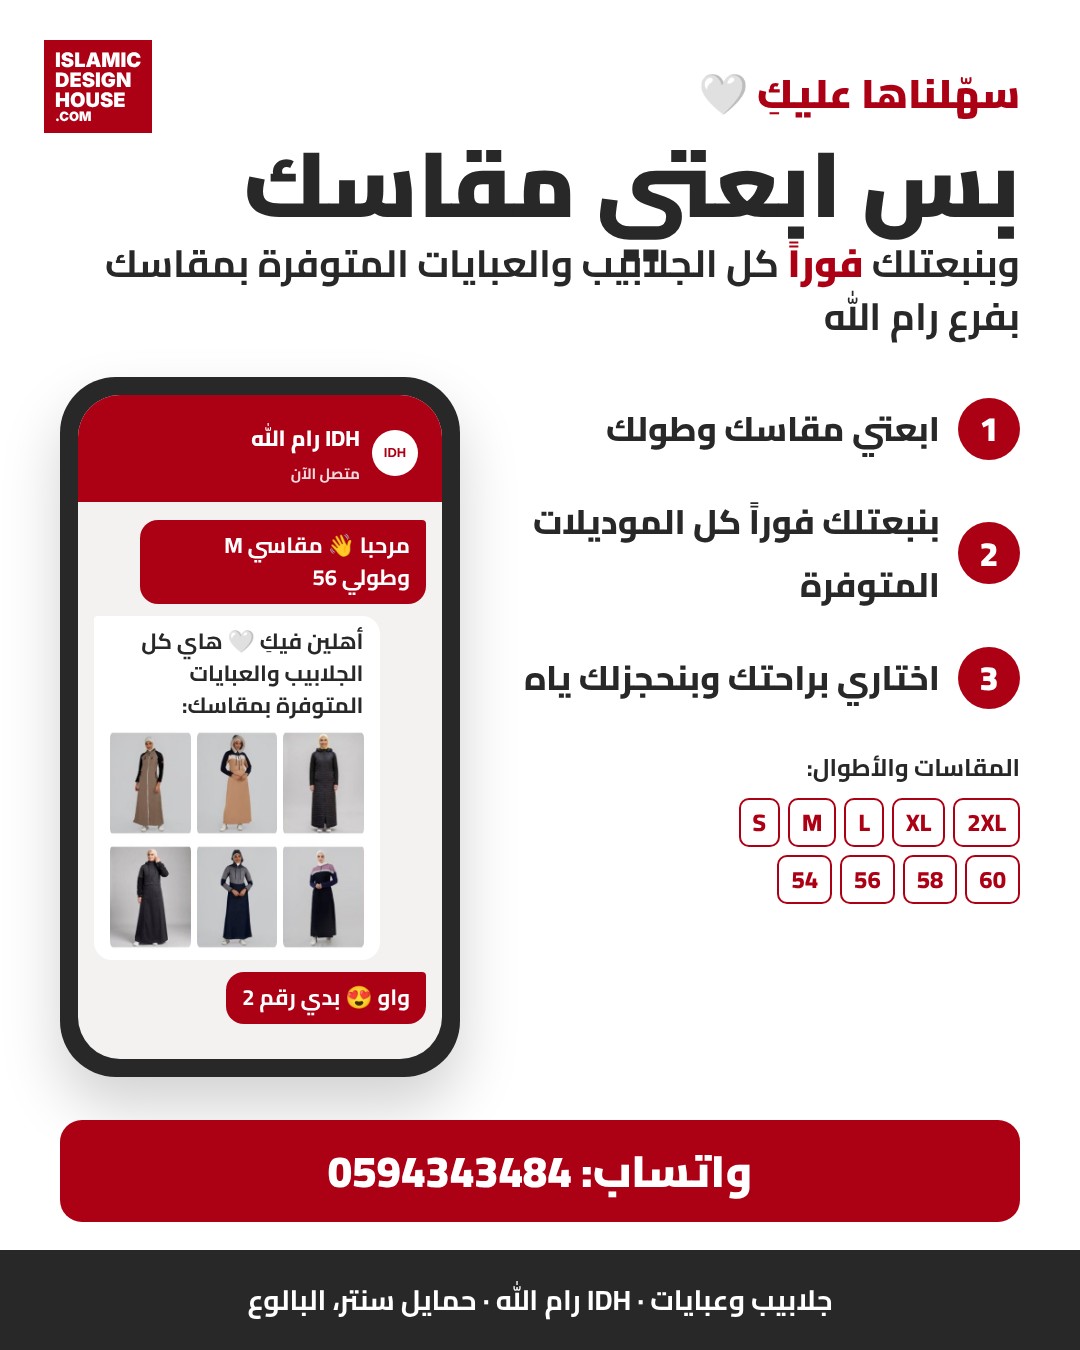 ISLAMIC
DESIGN
HOUSE
.COM
سهّلناها عليكِ 🤍
بس ابعتي مقاسك
وبنبعتلك فوراً كل الجلابيب والعبايات المتوفرة بمقاسك
بفرع رام الله
1 ابعتي مقاسك وطولك
2 بنبعتلك فوراً كل الموديلات
المتوفرة
3 اختاري براحتك وبنحجزلك ياه
المقاسات والأطوال:
2XL XL L M S
60 58 56 54
IDH
IDH رام الله
متصل الآن
مرحبا 👋 مقاسي M
وطولي 56
أهلين فيكِ 🤍 هاي كل
الجلابيب والعبايات
المتوفرة بمقاسك:
واو 😍 بدي رقم 2
واتساب: 0594343484
جلابيب وعبايات · IDH رام الله · حمايل سنتر، البالوع